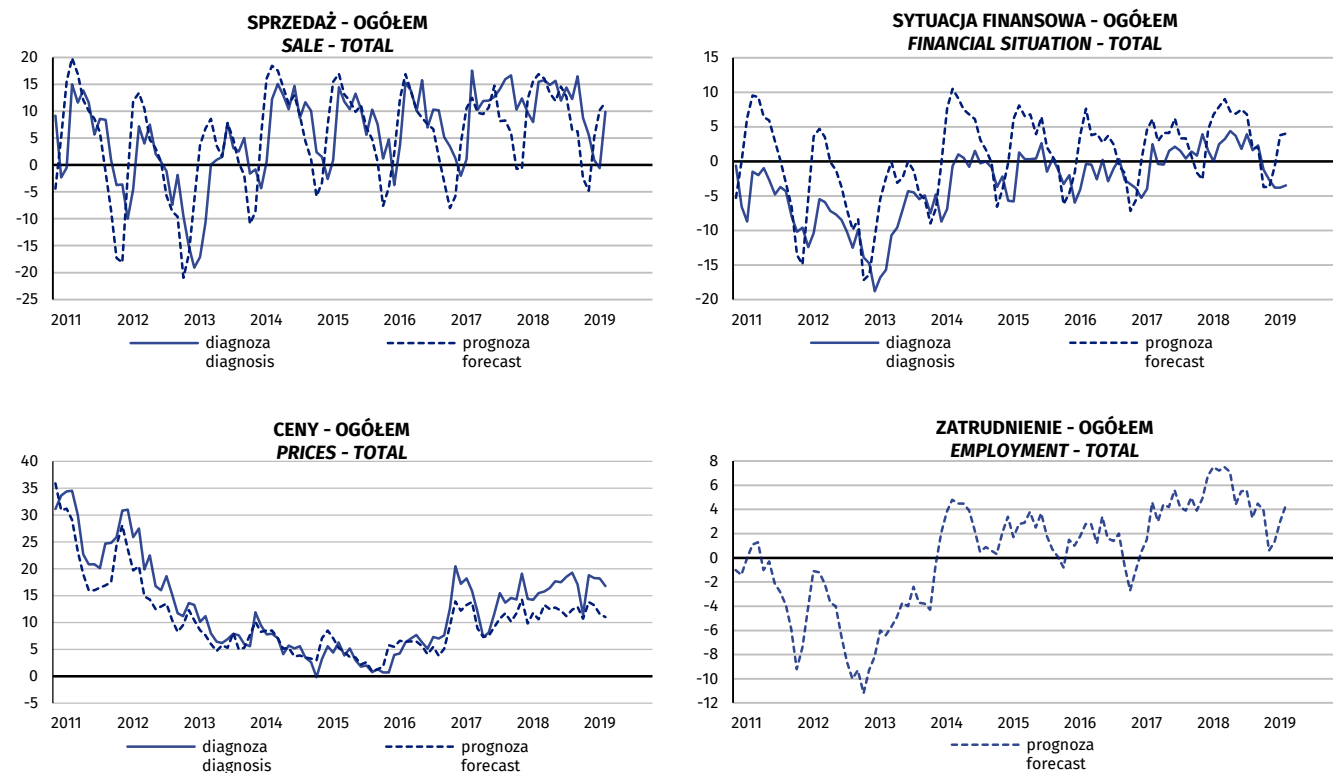 SPRZEDAŻ - OGÓŁEM
SALE - TOTAL
20
15
10
5
0
-5
-10
-15
-20
-25
2011 2012 2013 2014 2015 2016 2017 2018 2019
diagnoza prognoza
diagnosis forecast
SYTUACJA FINANSOWA - OGÓŁEM
FINANCIAL SITUATION - TOTAL
15
10
5
0
-5
-10
-15
-20
2011 2012 2013 2014 2015 2016 2017 2018 2019
diagnoza prognoza
diagnosis forecast
CENY - OGÓŁEM
PRICES - TOTAL
40
35
30
25
20
15
10
5
0
-5
2011 2012 2013 2014 2015 2016 2017 2018 2019
diagnoza prognoza
diagnosis forecast
ZATRUDNIENIE - OGÓŁEM
EMPLOYMENT - TOTAL
8
6
4
2
0
-2
-4
-6
-8
-10
-12
2011 2012 2013 2014 2015 2016 2017 2018 2019
prognoza
forecast